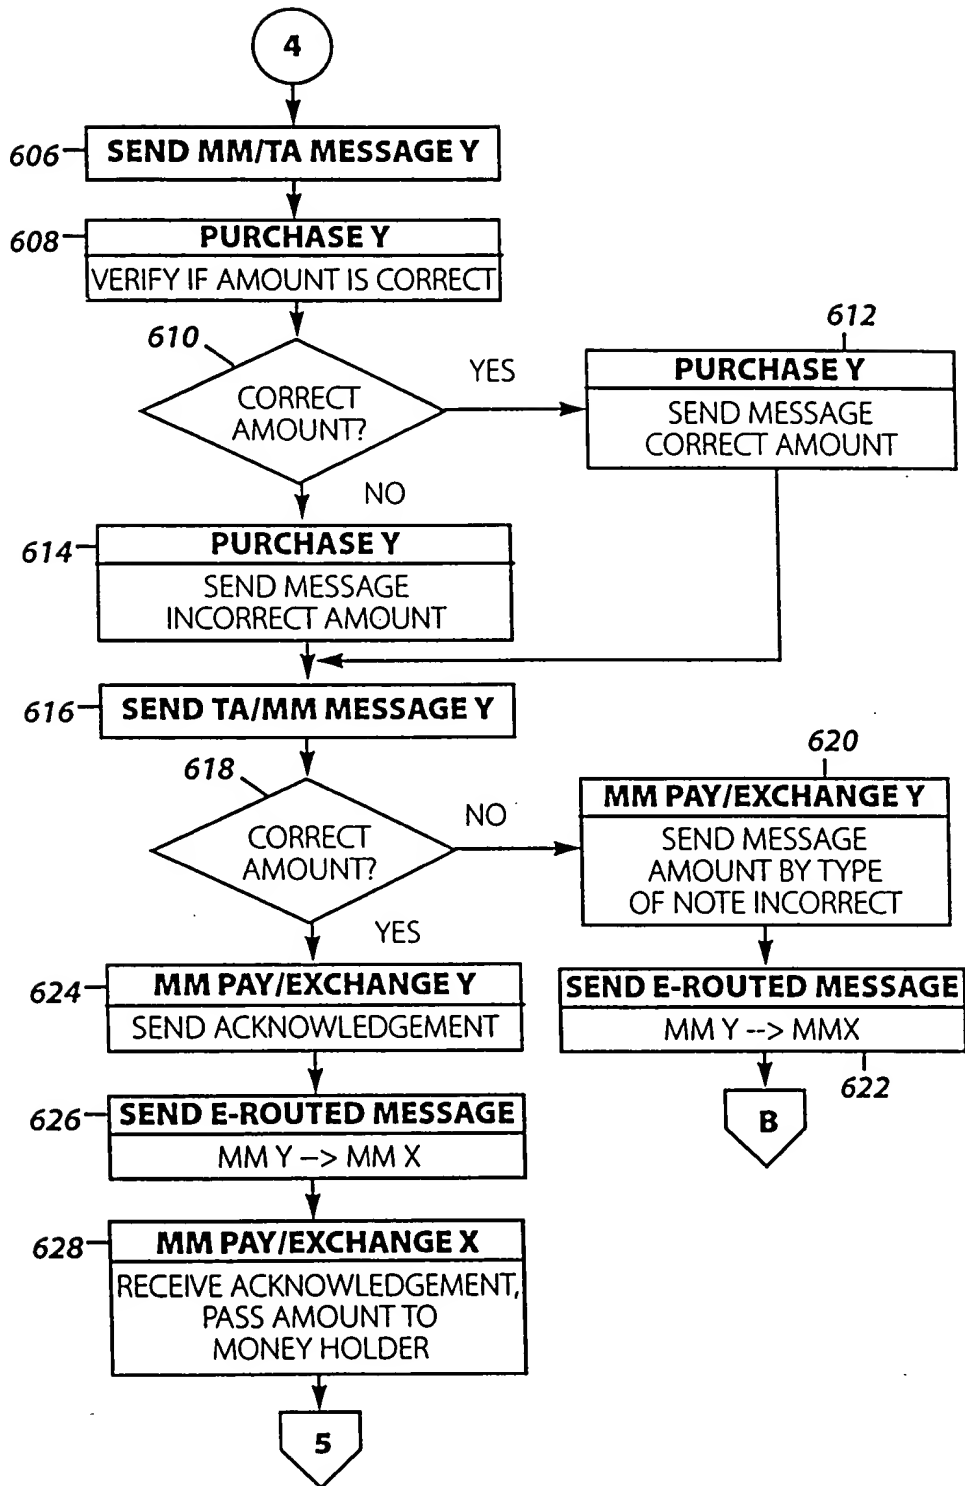 4
606
SEND MM/TA MESSAGE Y
608
PURCHASE Y
VERIFY IF AMOUNT IS CORRECT
610
CORRECT
AMOUNT?
YES
612
PURCHASE Y
SEND MESSAGE
CORRECT AMOUNT
NO
614
PURCHASE Y
SEND MESSAGE
INCORRECT AMOUNT
616
SEND TA/MM MESSAGE Y
618
CORRECT
AMOUNT?
NO
620
MM PAY/EXCHANGE Y
SEND MESSAGE
AMOUNT BY TYPE
OF NOTE INCORRECT
YES
624
MM PAY/EXCHANGE Y
SEND ACKNOWLEDGEMENT
SEND E-ROUTED MESSAGE
MM Y --> MMX
622
B
626
SEND E-ROUTED MESSAGE
MM Y --> MM X
628
MM PAY/EXCHANGE X
RECEIVE ACKNOWLEDGEMENT,
PASS AMOUNT TO
MONEY HOLDER
5